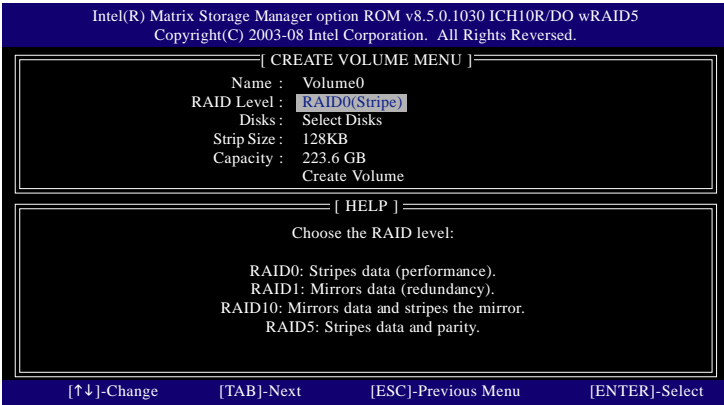 Intel(R) Matrix Storage Manager option ROM v8.5.0.1030 ICH10R/DO wRAID5
Copyright(C) 2003-08 Intel Corporation. All Rights Reversed.
[ CREATE VOLUME MENU ]
Name : Volume0
RAID Level : RAID0(Stripe)
Disks : Select Disks
Strip Size : 128KB
Capacity : 223.6 GB
Create Volume
[ HELP ]
Choose the RAID level:
RAID0: Stripes data (performance).
RAID1: Mirrors data (redundancy).
RAID10: Mirrors data and stripes the mirror.
RAID5: Stripes data and parity.
[↑↓]-Change [TAB]-Next [ESC]-Previous Menu [ENTER]-Select